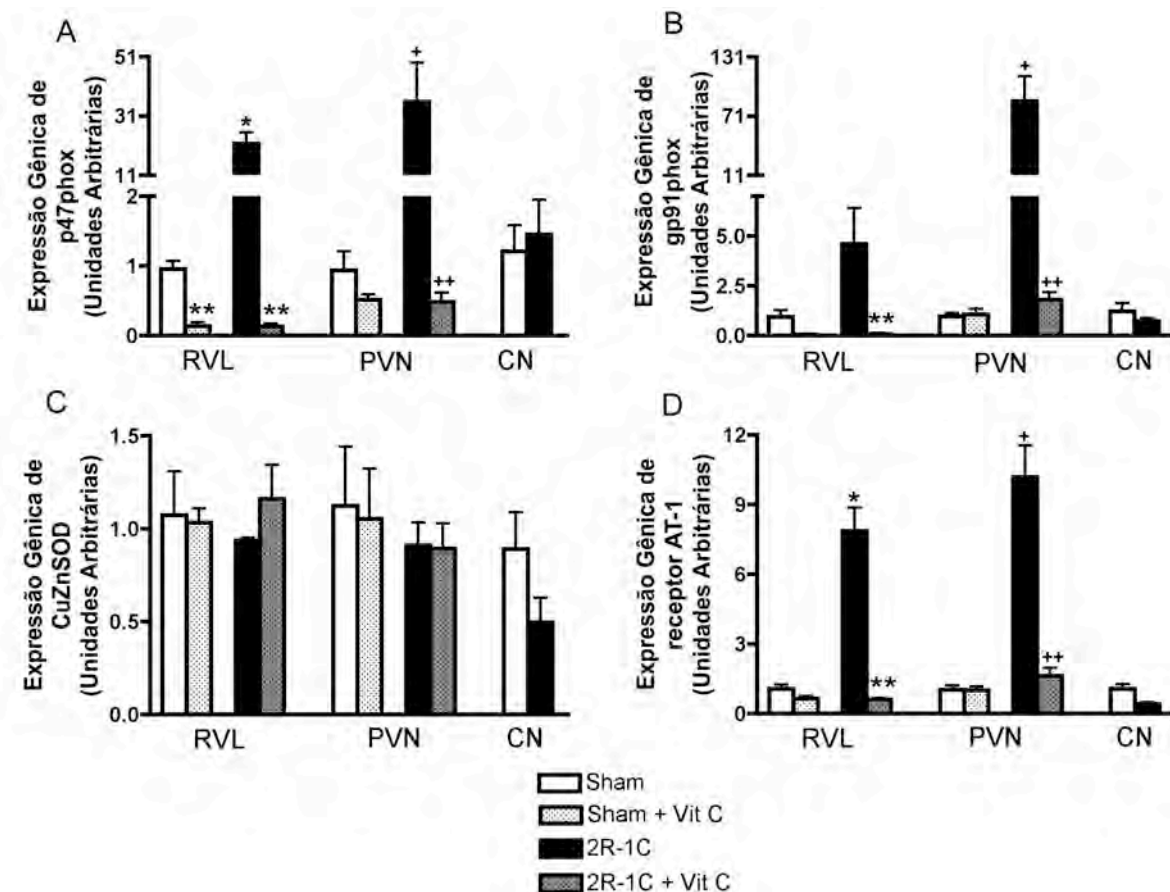 A
Expressão Gênica de
p47phox
(Unidades Arbitrárias)
51
31
11
2
1
0
**
*
**
+
++
RVL PVN CN
B
Expressão Gênica de
gp91phox
(Unidades Arbitrárias)
131
71
11
5.0
2.5
0.0
**
+
++
RVL PVN CN
C
Expressão Gênica de
CuZnSOD
(Unidades Arbitrárias)
1.5
1.0
0.5
0.0
RVL PVN CN
D
Expressão Gênica de
receptor AT-1
(Unidades Arbitrárias)
12
9
6
3
0
*
**
+
++
RVL PVN CN
Sham
Sham + Vit C
2R-1C
2R-1C + Vit C